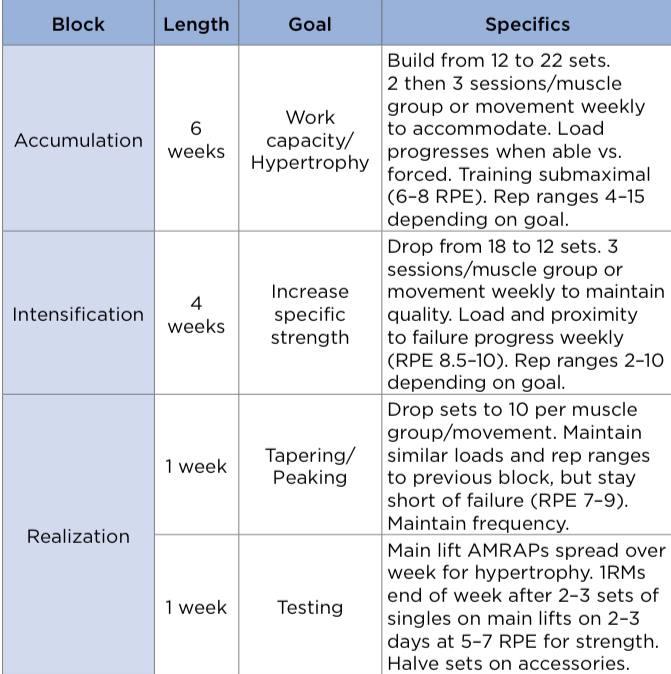 Block Length Goal Specifics
Accumulation
6
weeks
Work
capacity/
Hypertrophy
Build from 12 to 22 sets.
2 then 3 sessions/muscle
group or movement weekly
to accommodate. Load
progresses when able vs.
forced. Training submaximal
(6–8 RPE). Rep ranges 4–15
depending on goal.
Intensification
4
weeks
Increase
specific
strength
Drop from 18 to 12 sets. 3
sessions/muscle group or
movement weekly to maintain
quality. Load and proximity
to failure progress weekly
(RPE 8.5–10). Rep ranges 2–10
depending on goal.
Realization
1 week
Tapering/
Peaking
Drop sets to 10 per muscle
group/movement. Maintain
similar loads and rep ranges
to previous block, but stay
short of failure (RPE 7–9).
Maintain frequency.
1 week
Testing
Main lift AMRAPs spread over
week for hypertrophy. 1RMs
end of week after 2–3 sets of
singles on main lifts on 2–3
days at 5–7 RPE for strength.
Halve sets on accessories.